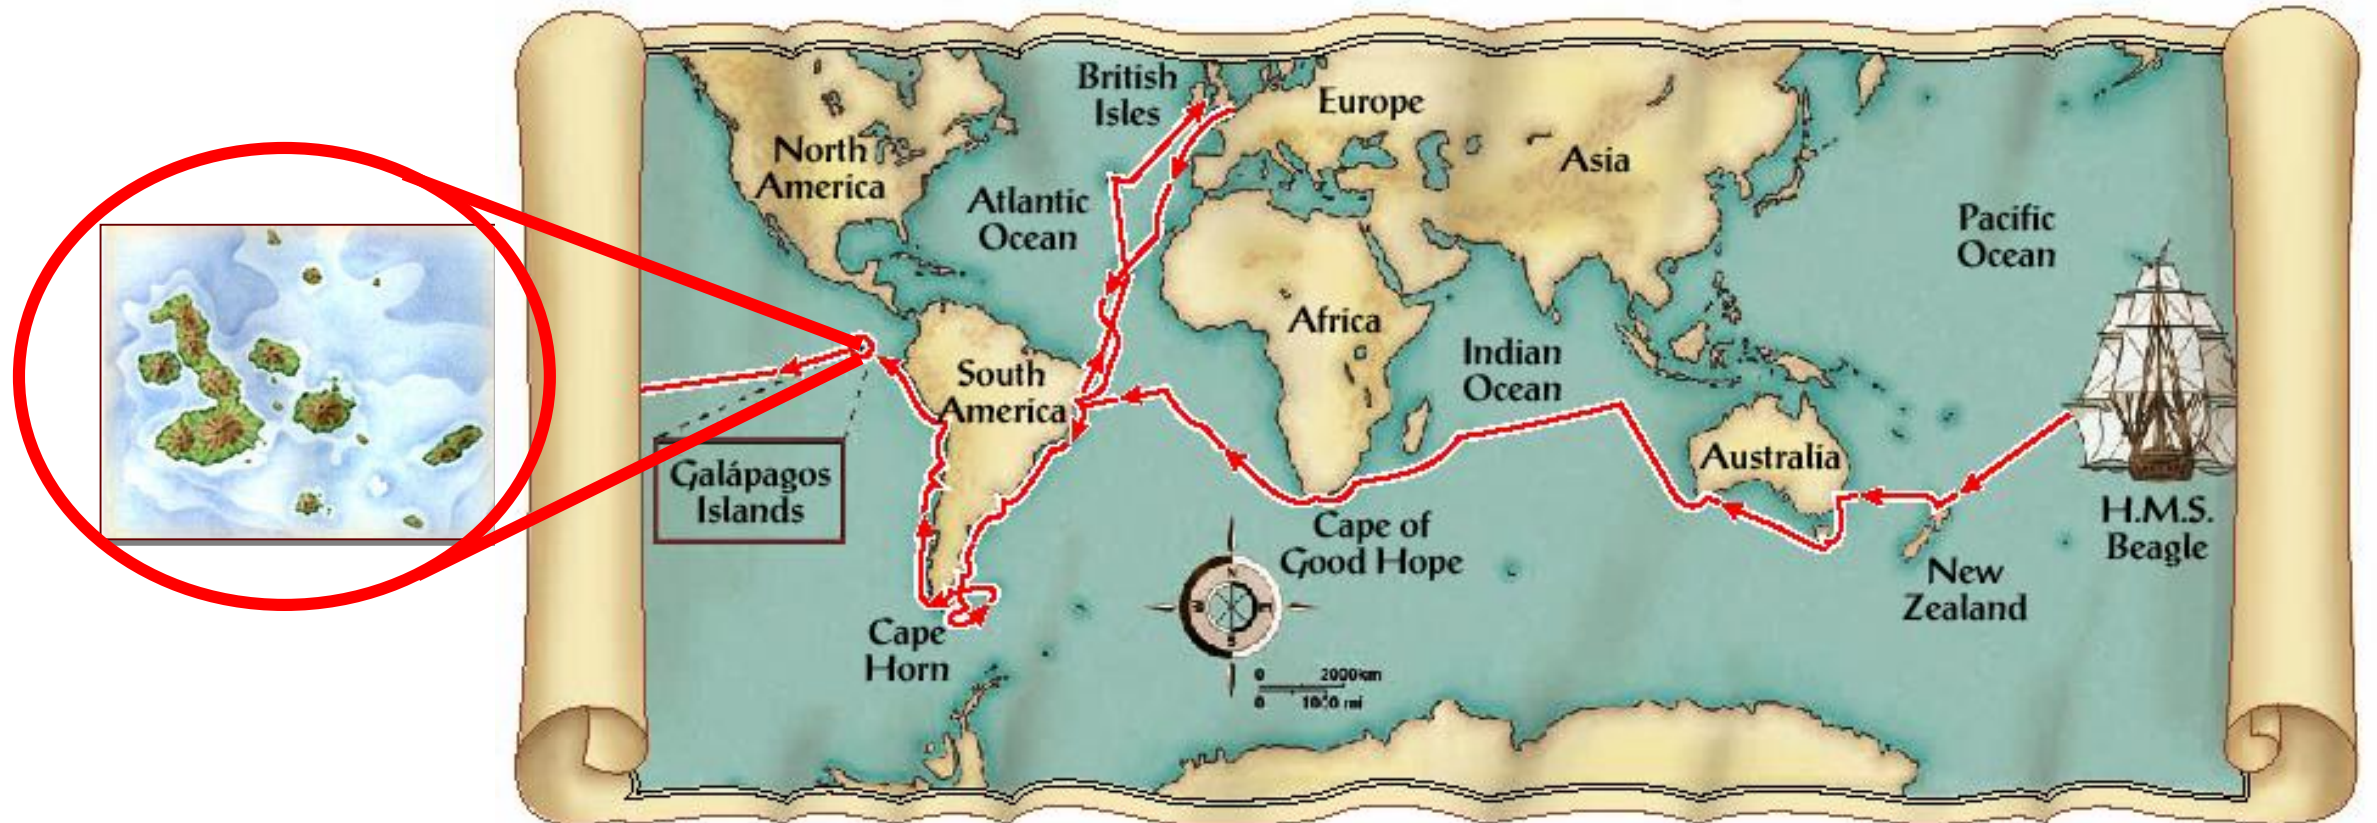 British
Isles
Europe
North
America
Asia
Atlantic
Ocean
Pacific
Ocean
Africa
Indian
Ocean
South
America
Galápagos
Islands
Australia
Cape of
Good Hope
H.M.S.
Beagle
New
Zealand
Cape
Horn
N
S
0 2000km
0 1000 mi